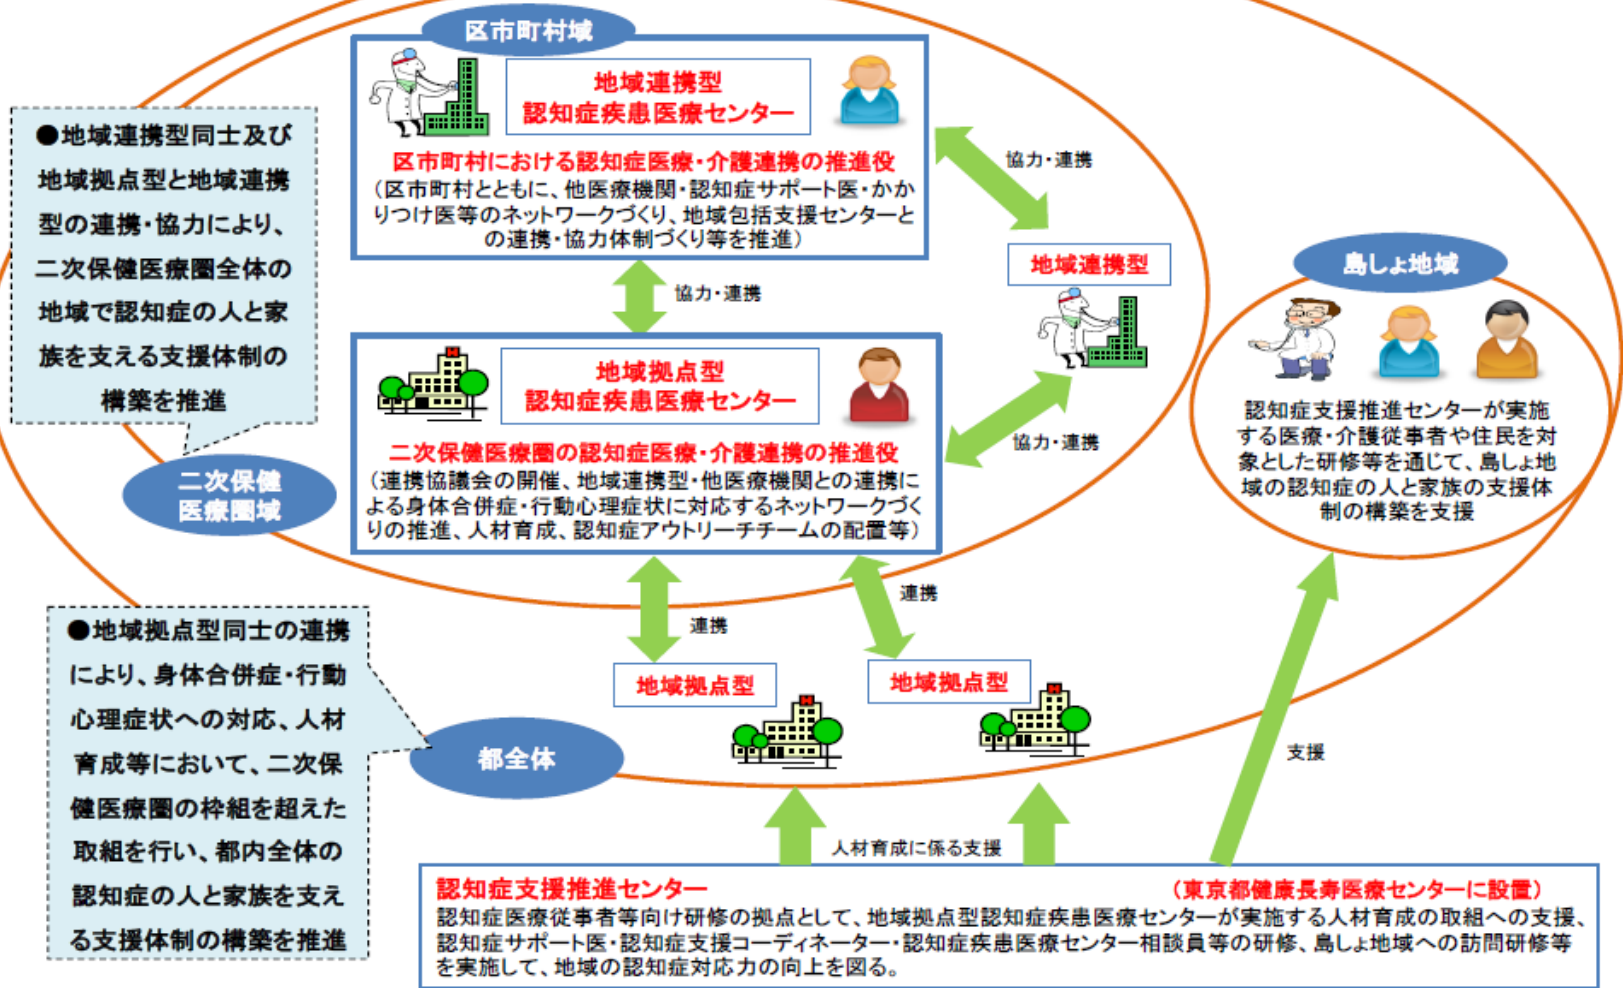 区市町村域
地域連携型
認知症疾患医療センター
区市町村における認知症医療・介護連携の推進役
（区市町村とともに、他医療機関・認知症サポート医・かか
りつけ医等のネットワークづくり、地域包括支援センターと
の連携・協力体制づくり等を推進）
●地域連携型同士及び
地域拠点型と地域連携
型の連携・協力により、
二次保健医療圏全体の
地域で認知症の人と家
族を支える支援体制の
構築を推進
協力・連携
地域連携型
協力・連携
協力・連携
地域拠点型
認知症疾患医療センター
二次保健医療圏の認知症医療・介護連携の推進役
（連携協議会の開催、地域連携型・他医療機関との連携に
よる身体合併症・行動心理症状に対応するネットワークづく
りの推進、人材育成、認知症アウトリーチチームの配置等）
二次保健
医療圏域
島しょ地域
認知症支援推進センターが実施
する医療・介護従事者や住民を対
象とした研修等を通じて、島しょ地
域の認知症の人と家族の支援体
制の構築を支援
連携
連携
地域拠点型
地域拠点型
●地域拠点型同士の連携
により、身体合併症・行動
心理症状への対応、人材
育成等において、二次保
健医療圏の枠組を超えた
取組を行い、都内全体の
認知症の人と家族を支え
る支援体制の構築を推進
都全体
支援
人材育成に係る支援
認知症支援推進センター　（東京都健康長寿医療センターに設置）
認知症医療従事者等向け研修の拠点として、地域拠点型認知症疾患医療センターが実施する人材育成の取組への支援、
認知症サポート医・認知症支援コーディネーター・認知症疾患医療センター相談員等の研修、島しょ地域への訪問研修等
を実施して、地域の認知症対応力の向上を図る。